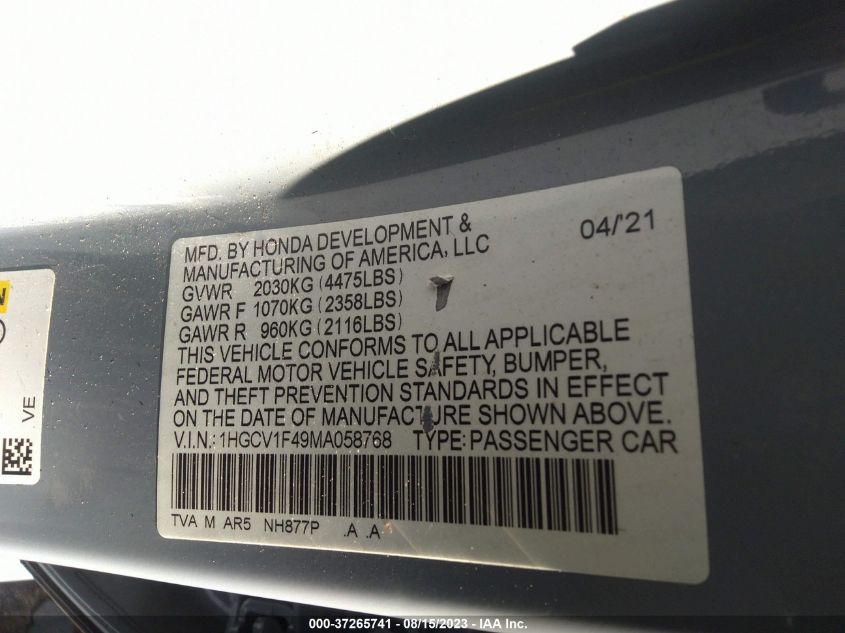 MFD. BY HONDA DEVELOPMENT & 04/'21
MANUFACTURING OF AMERICA, LLC
GVWR 2030KG (4475LBS)
GAWR F 1070KG (2358LBS)
GAWR R 960KG (2116LBS)
THIS VEHICLE CONFORMS TO ALL APPLICABLE
FEDERAL MOTOR VEHICLE SAFETY, BUMPER,
AND THEFT PREVENTION STANDARDS IN EFFECT
ON THE DATE OF MANUFACTURE SHOWN ABOVE.
V.I.N.: 1HGCV1F49MA058768 TYPE: PASSENGER CAR
TVA M AR5 NH877P .A .A
VE
000-37265741 - 08/15/2023 - IAA Inc.